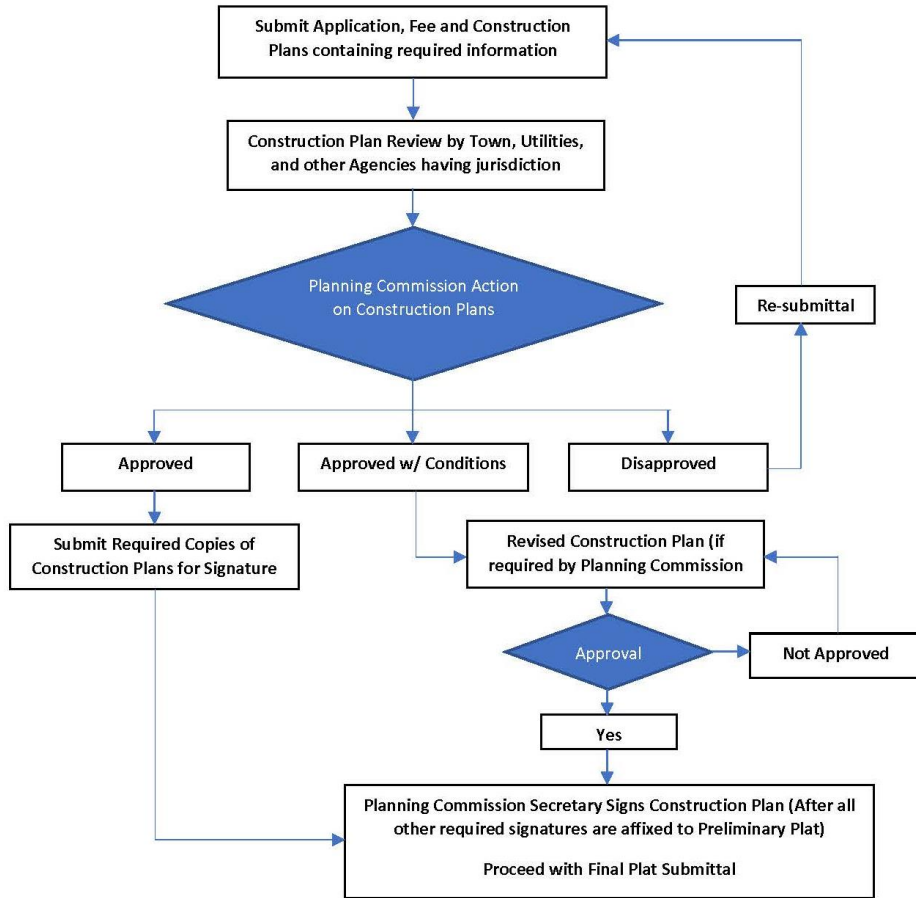 Submit Application, Fee and Construction
Plans containing required information
Construction Plan Review by Town, Utilities,
and other Agencies having jurisdiction
Planning Commission Action
on Construction Plans
Re-submittal
Approved
Approved w/ Conditions
Disapproved
Submit Required Copies of
Construction Plans for Signature
Revised Construction Plan (if
required by Planning Commission
Approval
Not Approved
Yes
Planning Commission Secretary Signs Construction Plan (After all
other required signatures are affixed to Preliminary Plat)
Proceed with Final Plat Submittal